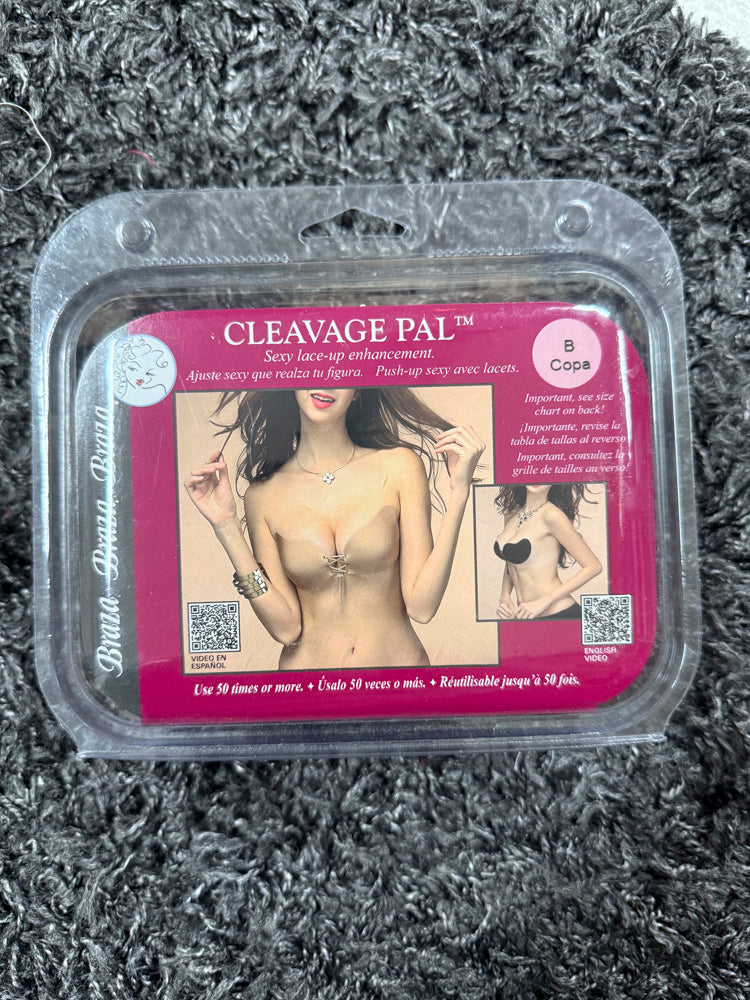 CLEAVAGE PAL™
Sexy lace-up enhancement.
Ajuste sexy que realza tu figura. Push-up sexy avec lacets.
B
Copa
Important, see size
chart on back!
¡Importante, revise la
tabla de tallas al reverso
Important, consultez la
grille de tailles au verso!
Braza Braza Braza
VIDEO EN
ESPAÑOL
ENGLISH
VIDEO
Use 50 times or more. ✦ Úsalo 50 veces o más. ✦ Réutilisable jusqu'à 50 fois.